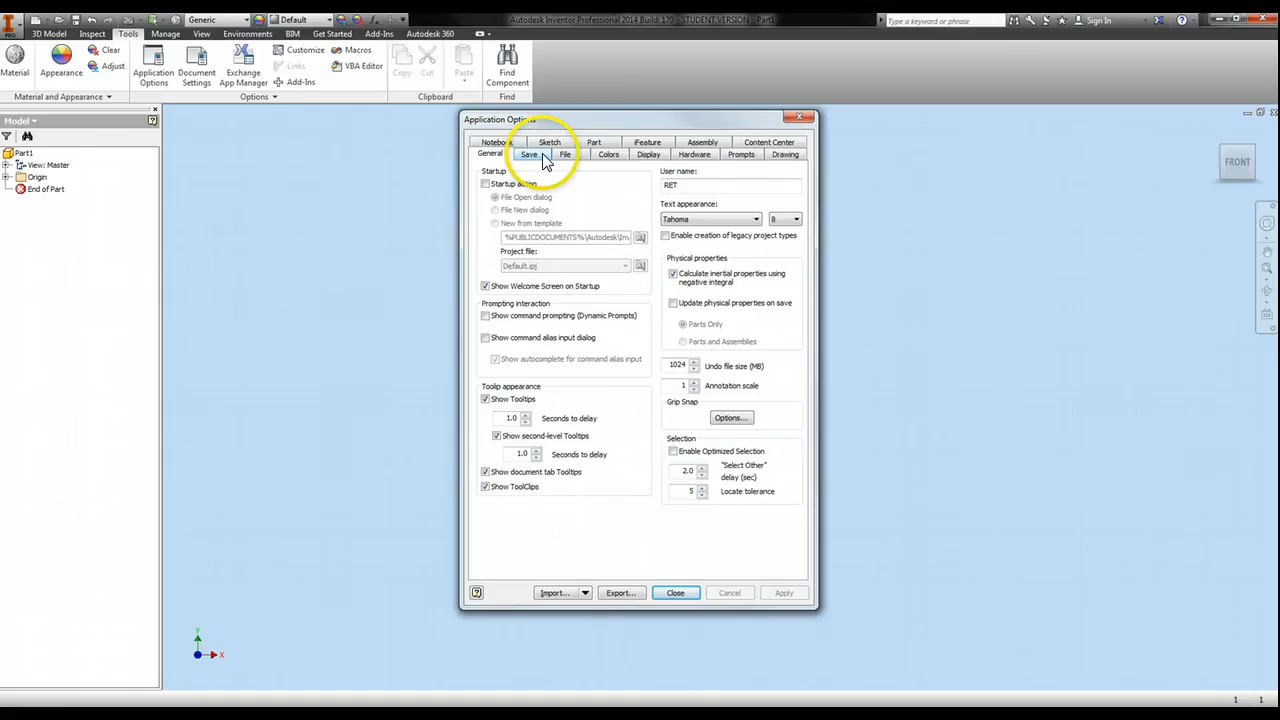 Generic
Default
Autodesk Inventor Professional 2014 Build: 170 - STUDENT VERSION Part1
Type a keyword or phrase
Sign In
PRO
3D Model
Inspect
Tools
Manage
View
Environments
BIM
Get Started
Add-Ins
Autodesk 360
Material
Appearance
Clear
Adjust
Application Options
Document Settings
Exchange App Manager
Customize
Links
Add-Ins
Macros
VBA Editor
Copy
Cut
Paste
Find Component
Material and Appearance
Options
Clipboard
Find
Model
Part1
View: Master
Origin
End of Part
FRONT
Application Options
Notebook
Sketch
Part
iFeature
Assembly
Content Center
General
Save
File
Colors
Display
Hardware
Prompts
Drawing
Startup
Startup action
File Open dialog
File New dialog
New from template
%PUBLICDOCUMENTS%\Autodesk\Inv
Project file:
Default.ipj
Show Welcome Screen on Startup
Prompting interaction
Show command prompting (Dynamic Prompts)
Show command alias input dialog
Show autocomplete for command alias input
Tooltip appearance
Show Tooltips
1.0 Seconds to delay
Show second-level Tooltips
1.0 Seconds to delay
Show document tab Tooltips
Show ToolClips
User name:
RET
Text appearance:
Tahoma 8
Enable creation of legacy project types
Physical properties
Calculate inertial properties using
negative integral
Update physical properties on save
Parts Only
Parts and Assemblies
1024 Undo file size (MB)
1 Annotation scale
Grip Snap
Options...
Selection
Enable Optimized Selection
2.0 "Select Other"
delay (sec)
5 Locate tolerance
Import...
Export...
Close
Cancel
Apply
Y
X
1 1